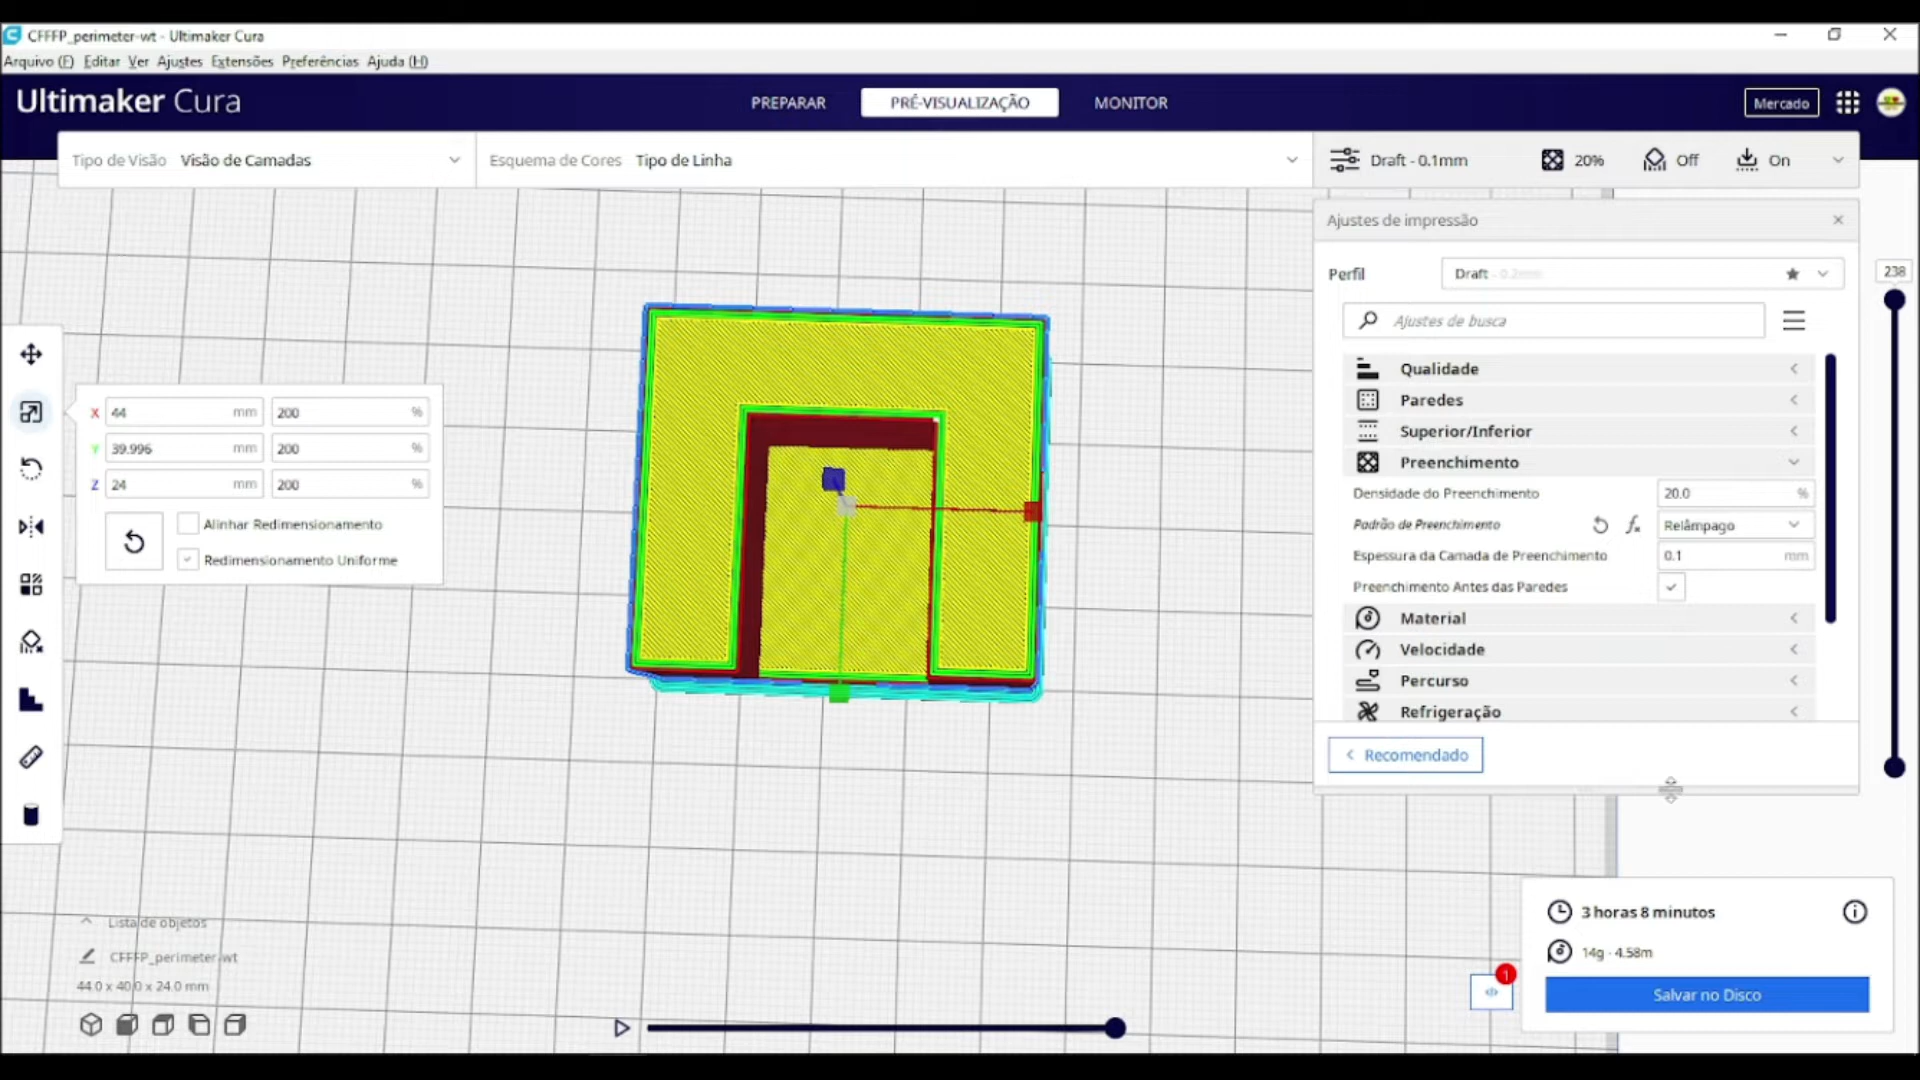 CFFFP_perimeter-wt - Ultimaker Cura
Arquivo (F) Editar Ver Ajustes Extensões Preferências Ajuda (H)
Ultimaker Cura
PREPARAR
PRÉ-VISUALIZAÇÃO
MONITOR
Mercado
Tipo de Visão Visão de Camadas
Esquema de Cores Tipo de Linha
Draft - 0.1mm 20% Off On
Ajustes de impressão
Perfil Draft - 0.2mm
Ajustes de busca
238
Qualidade
Paredes
Superior/Inferior
Preenchimento
Densidade do Preenchimento 20.0 %
Padrão de Preenchimento fx Relâmpago
Espessura da Camada de Preenchimento 0.1 mm
Preenchimento Antes das Paredes
Material
Velocidade
Percurso
Refrigeração
Recomendado
X 44 mm 200 %
Y 39.996 mm 200 %
Z 24 mm 200 %
Alinhar Redimensionamento
Redimensionamento Uniforme
Lista de objetos
CFFFP_perimeter-wt
44.0 x 40.0 x 24.0 mm
3 horas 8 minutos
14g · 4.58m
1
Salvar no Disco